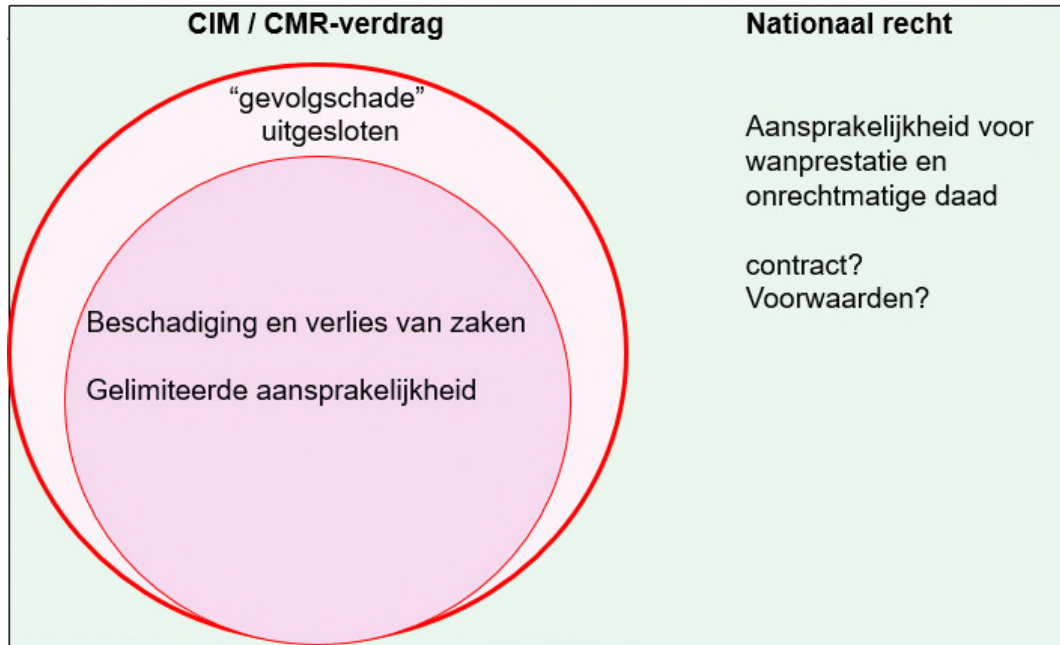 CIM / CMR-verdrag
“gevolgschade”
uitgesloten
Beschadiging en verlies van zaken
Gelimiteerde aansprakelijkheid
Nationaal recht
Aansprakelijkheid voor
wanprestatie en
onrechtmatige daad
contract?
Voorwaarden?